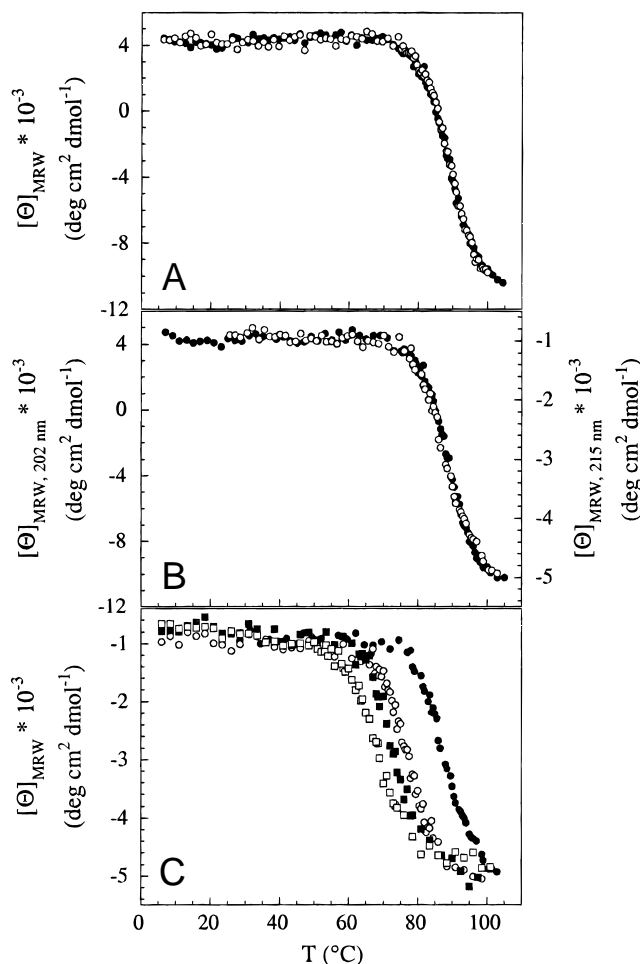 4
0
-4
-8
-12
[Θ]MRW * 10-3
(deg cm2 dmol-1)
A
4
0
-4
-8
-12
[Θ]MRW, 202 nm * 10-3
(deg cm2 dmol-1)
B
-1
-2
-3
-4
-5
[Θ]MRW, 215 nm * 10-3
(deg cm2 dmol-1)
-1
-2
-3
-4
-5
[Θ]MRW * 10-3
(deg cm2 dmol-1)
C
0 20 40 60 80 100
T (°C)